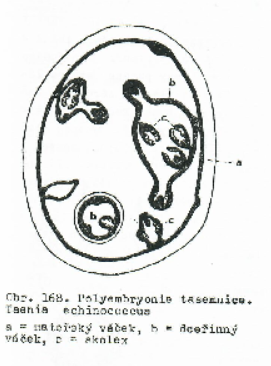 b
c
a
b
c
Obr. 168. Polyembryonie tasemnice.
Taenia echinococcus
a = mateřský váček, b = dceřinný
váček, c = skolex